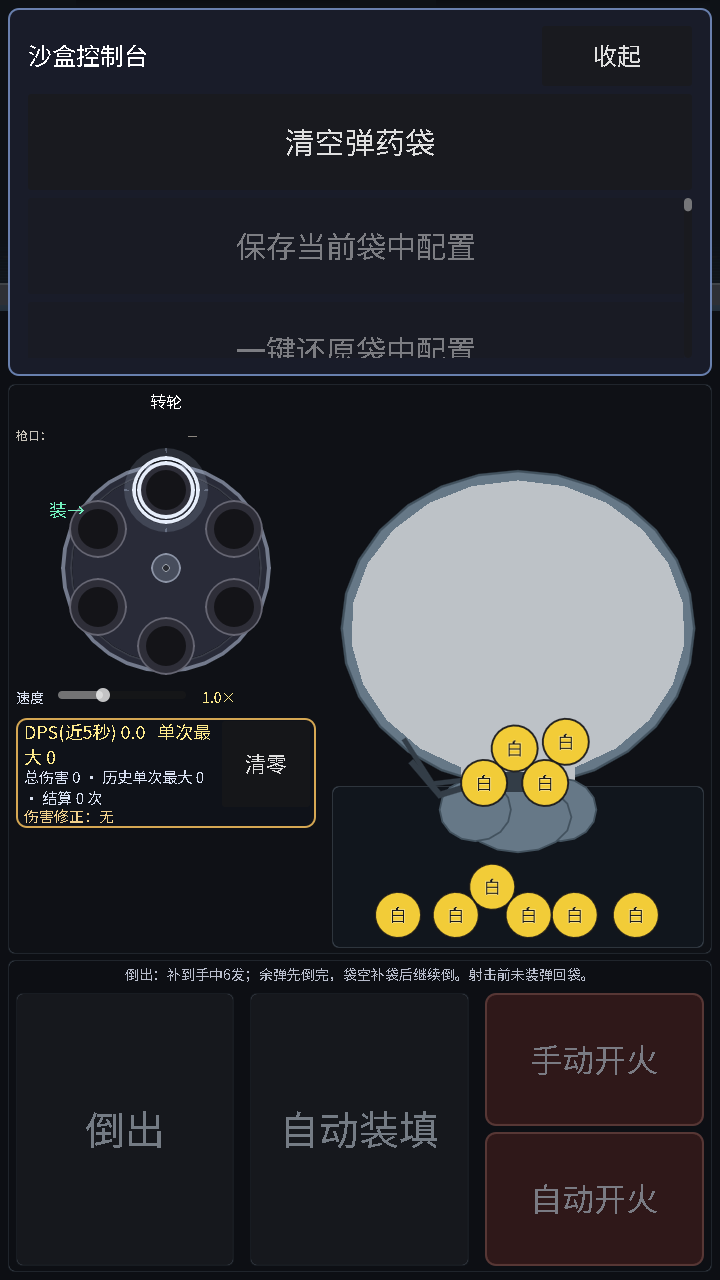 沙盒控制台
收起
清空弹药袋
保存当前袋中配置
一键还原袋中配置
转轮
枪口：
—
装→
速度
1.0×
DPS(近5秒) 0.0 单次最
大 0
总伤害 0 · 历史单次最大 0
· 结算 0 次
伤害修正：无
清零
白
白
白
白
白
白
白
白
白
白
倒出：补到手中6发；余弹先倒完，袋空补袋后继续倒。射击前未装弹回袋。
倒出
自动装填
手动开火
自动开火